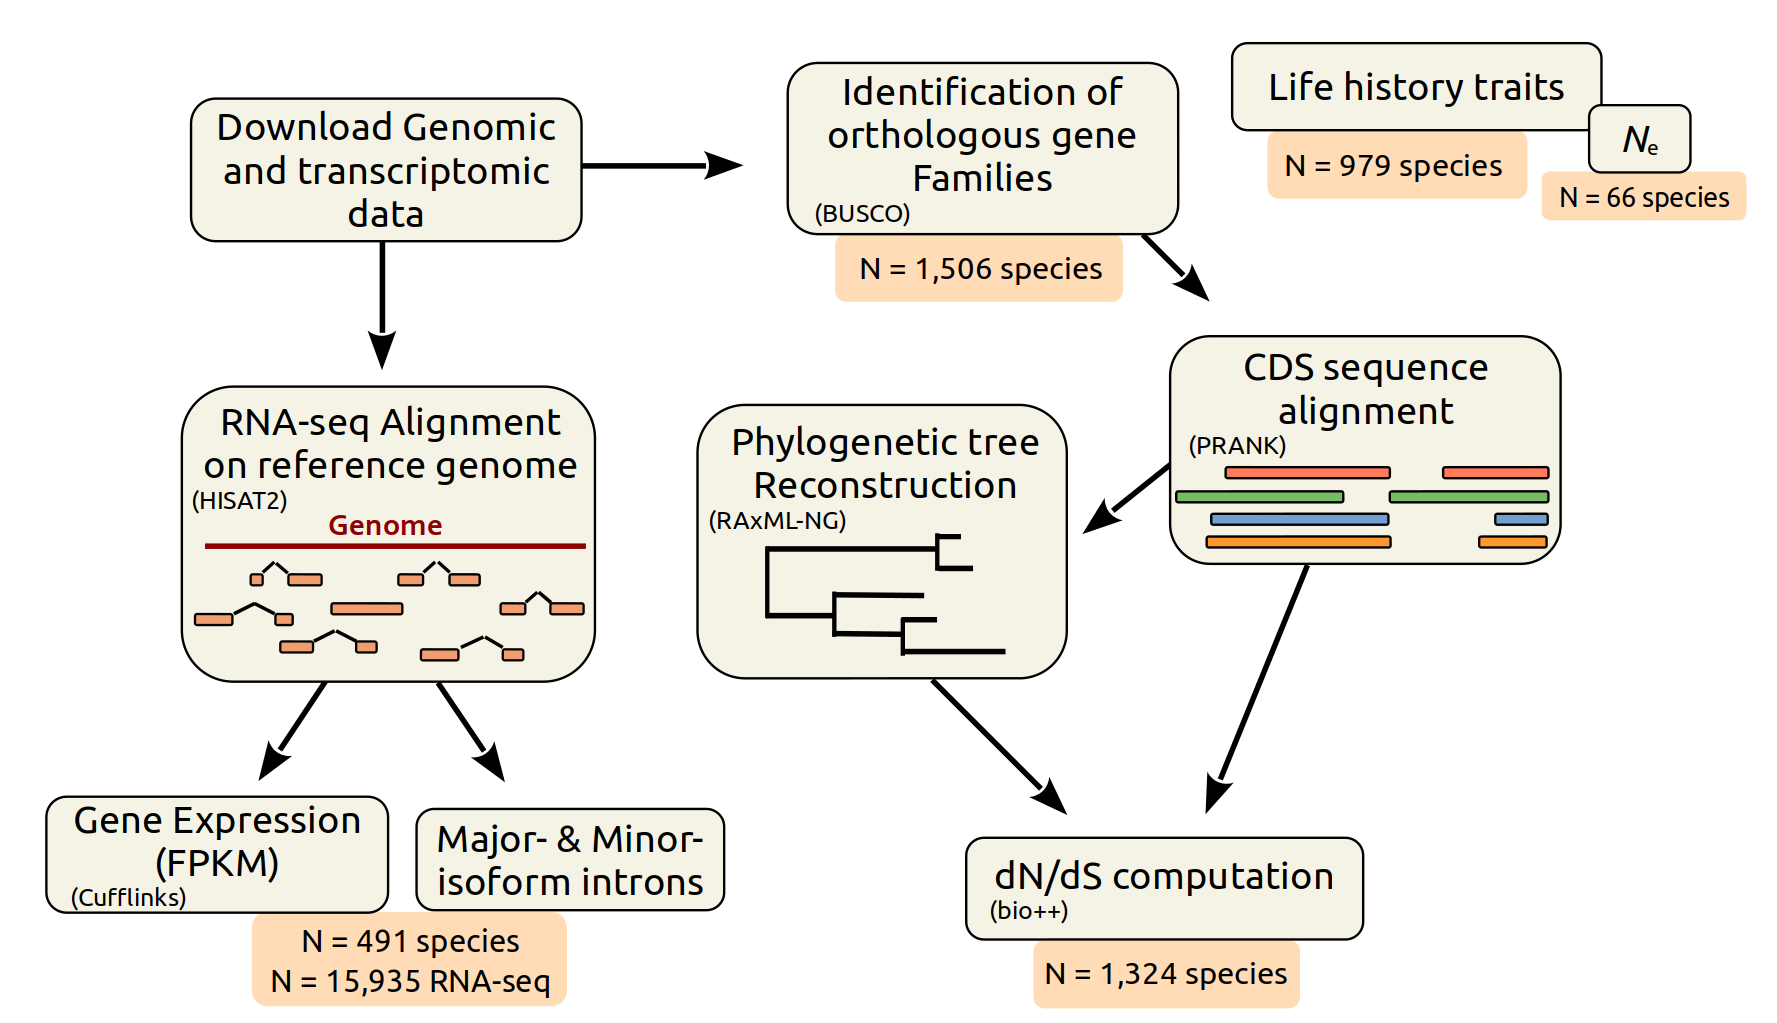 Download Genomic
and transcriptomic
data
Identification of
orthologous gene
Families
(BUSCO)
N = 1,506 species
Life history traits
N = 979 species
Ne
N = 66 species
RNA-seq Alignment
on reference genome
(HISAT2)
Genome
Phylogenetic tree
Reconstruction
(RAxML-NG)
CDS sequence
alignment
(PRANK)
Gene Expression
(FPKM)
(Cufflinks)
Major- & Minor-
isoform introns
N = 491 species
N = 15,935 RNA-seq
dN/dS computation
(bio++)
N = 1,324 species